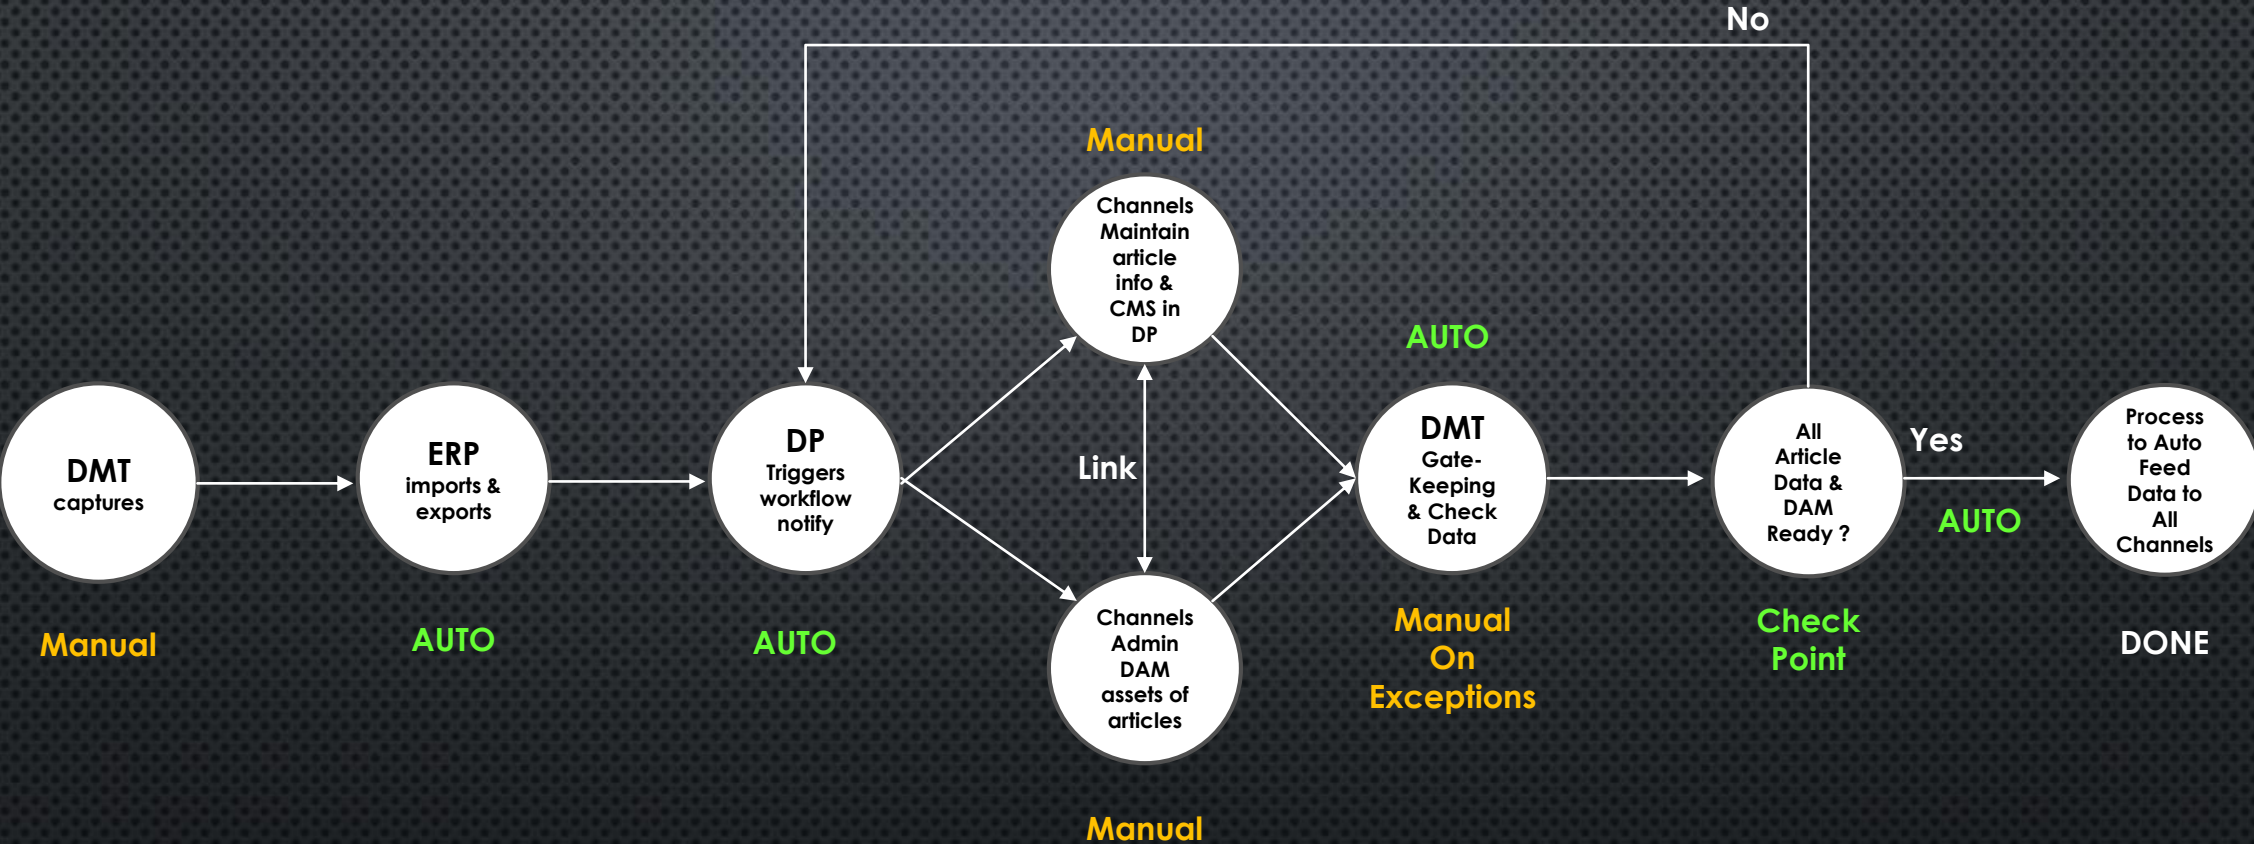 No
Manual
Channels
Maintain
article
info &
CMS in
DP
AUTO
DMT
captures
Manual
ERP
imports &
exports
AUTO
DP
Triggers
workflow
notify
AUTO
Link
Channels
Admin
DAM
assets of
articles
Manual
DMT
Gate-
Keeping
& Check
Data
Manual
On
Exceptions
All
Article
Data &
DAM
Ready ?
Check
Point
Yes
AUTO
Process
to Auto
Feed
Data to
All
Channels
DONE